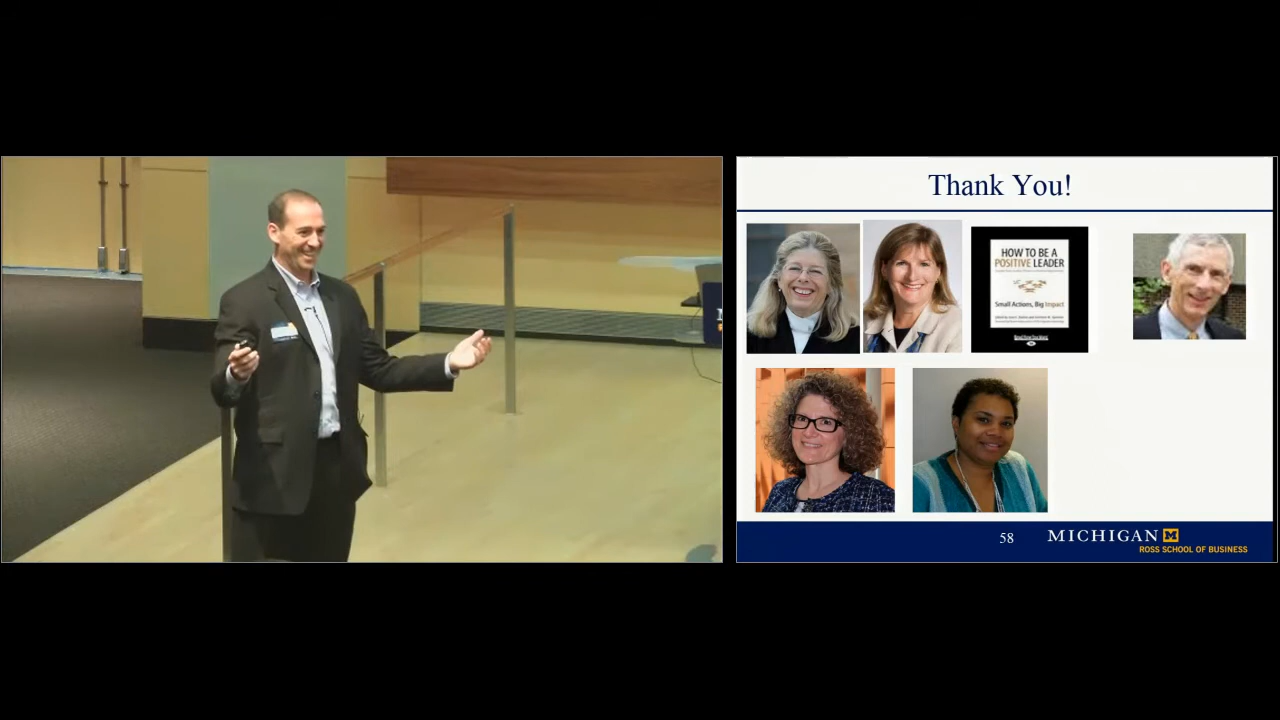 Thank You!
HOW TO BE A
POSITIVE LEADER
Small Actions, Big Impact
58
MICHIGAN M
ROSS SCHOOL OF BUSINESS